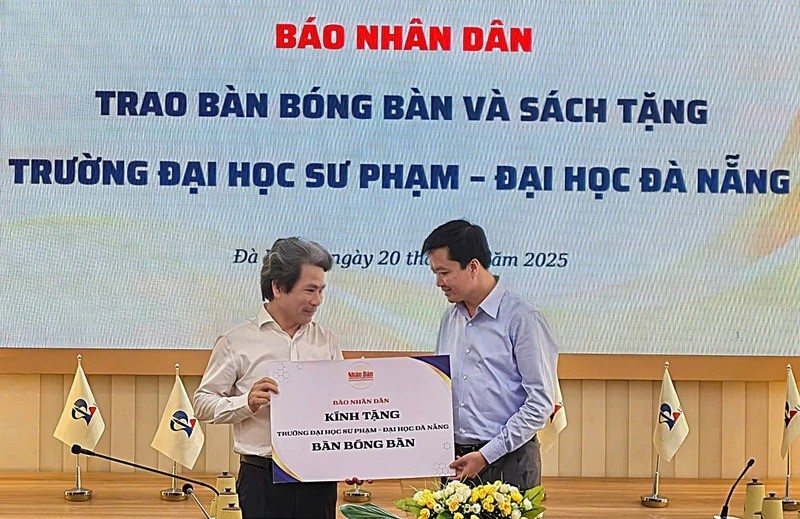 BÁO NHÂN DÂN
TRAO BÀN BÓNG BÀN VÀ SÁCH TẶNG
TRƯỜNG ĐẠI HỌC SƯ PHẠM – ĐẠI HỌC ĐÀ NẴNG
ngày 20 2025
Nhân Dân
BÁO NHÂN DÂN
KÍNH TẶNG
TRƯỜNG ĐẠI HỌC SƯ PHẠM – ĐẠI HỌC ĐÀ NẴNG
BÀN BÓNG BÀN